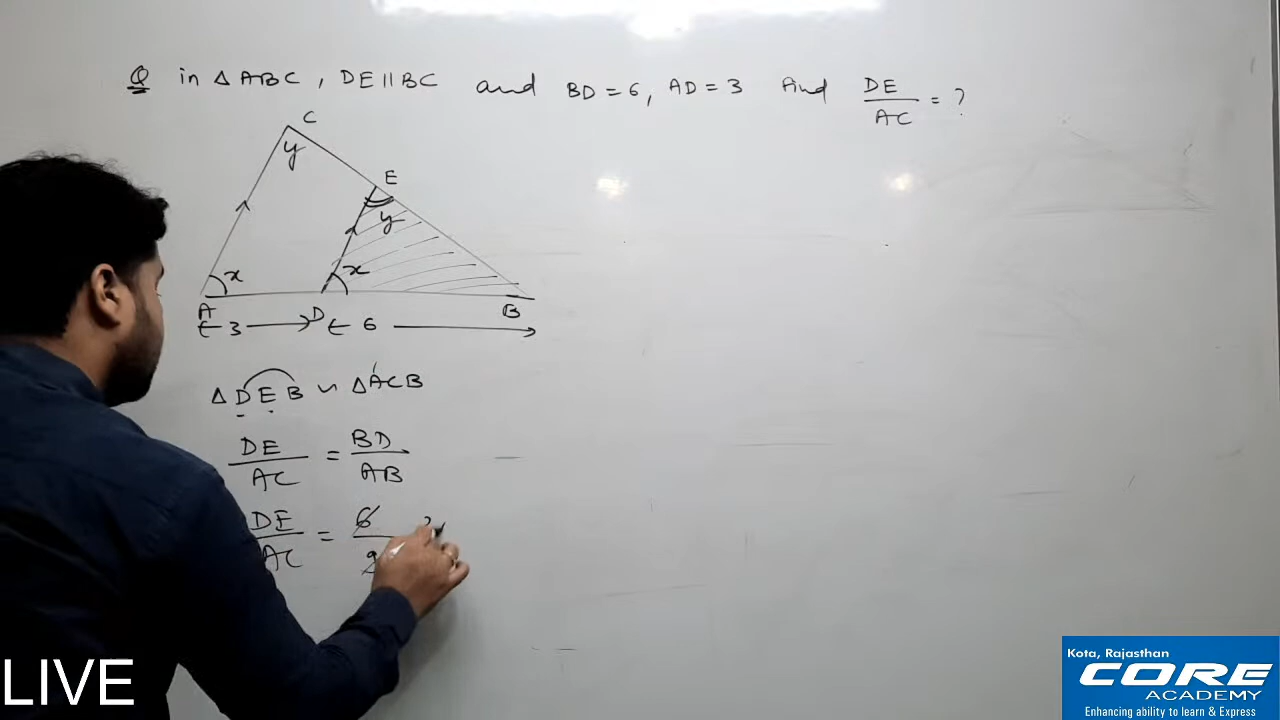 Q in Δ ABC, DE||BC and BD = 6, AD = 3 find DE/AC = ?
C
y
E
y
x
x
A
D
B
3
6
Δ DEB ~ Δ ACB
DE/AC = BD/AB
DE/AC = 6/9
LIVE
Kota, Rajasthan
CORE
ACADEMY
Enhancing ability to learn & Express